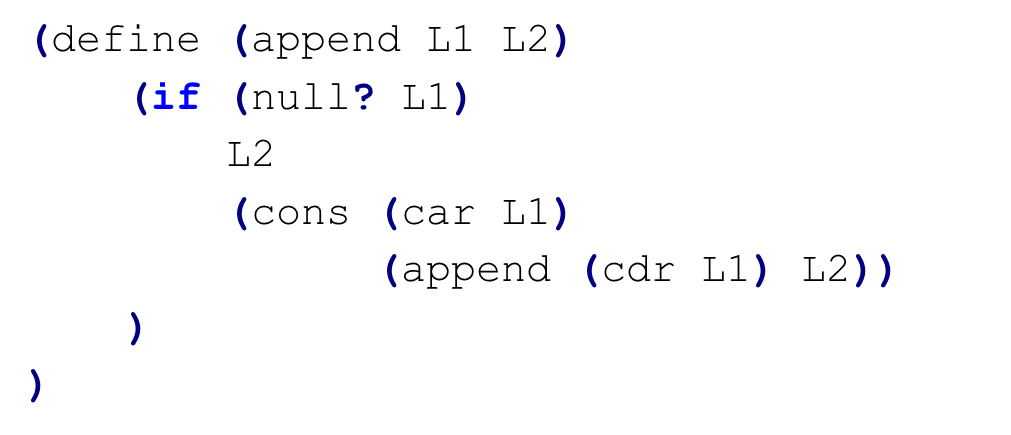 (define (append L1 L2)
    (if (null? L1)
        L2
        (cons (car L1)
              (append (cdr L1) L2))
    )
)